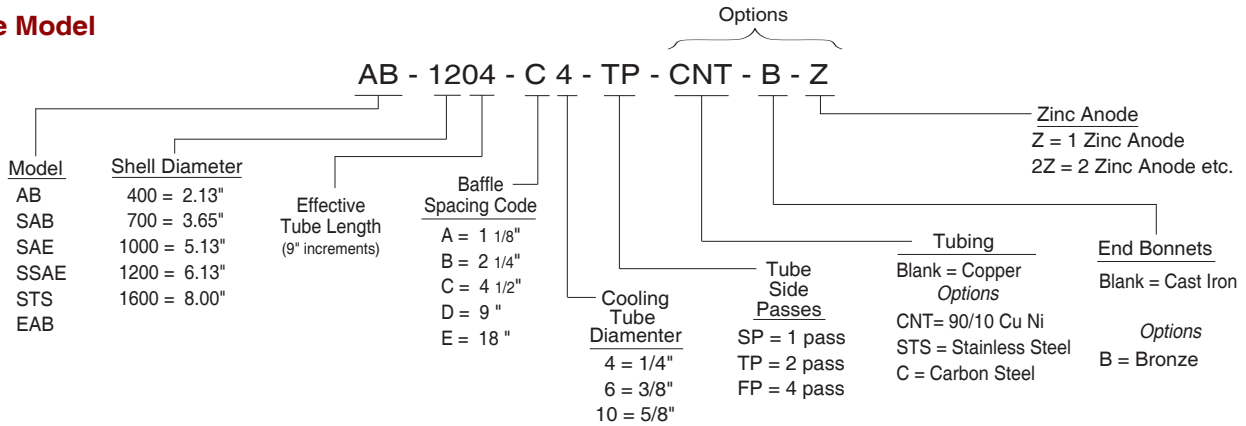 Options
e Model
AB - 1204 - C 4 - TP - CNT - B - Z
Model
AB
SAB
SAE
SSAE
STS
EAB
Shell Diameter
400 = 2.13"
700 = 3.65"
1000 = 5.13"
1200 = 6.13"
1600 = 8.00"
Effective
Tube Length
(9" increments)
Baffle
Spacing Code
A = 1 1/8"
B = 2 1/4"
C = 4 1/2"
D = 9 "
E = 18 "
Cooling
Tube
Diamenter
4 = 1/4"
6 = 3/8"
10 = 5/8"
Tube
Side
Passes
SP = 1 pass
TP = 2 pass
FP = 4 pass
Tubing
Blank = Copper
Options
CNT= 90/10 Cu Ni
STS = Stainless Steel
C = Carbon Steel
End Bonnets
Blank = Cast Iron
Options
B = Bronze
Zinc Anode
Z = 1 Zinc Anode
2Z = 2 Zinc Anode etc.